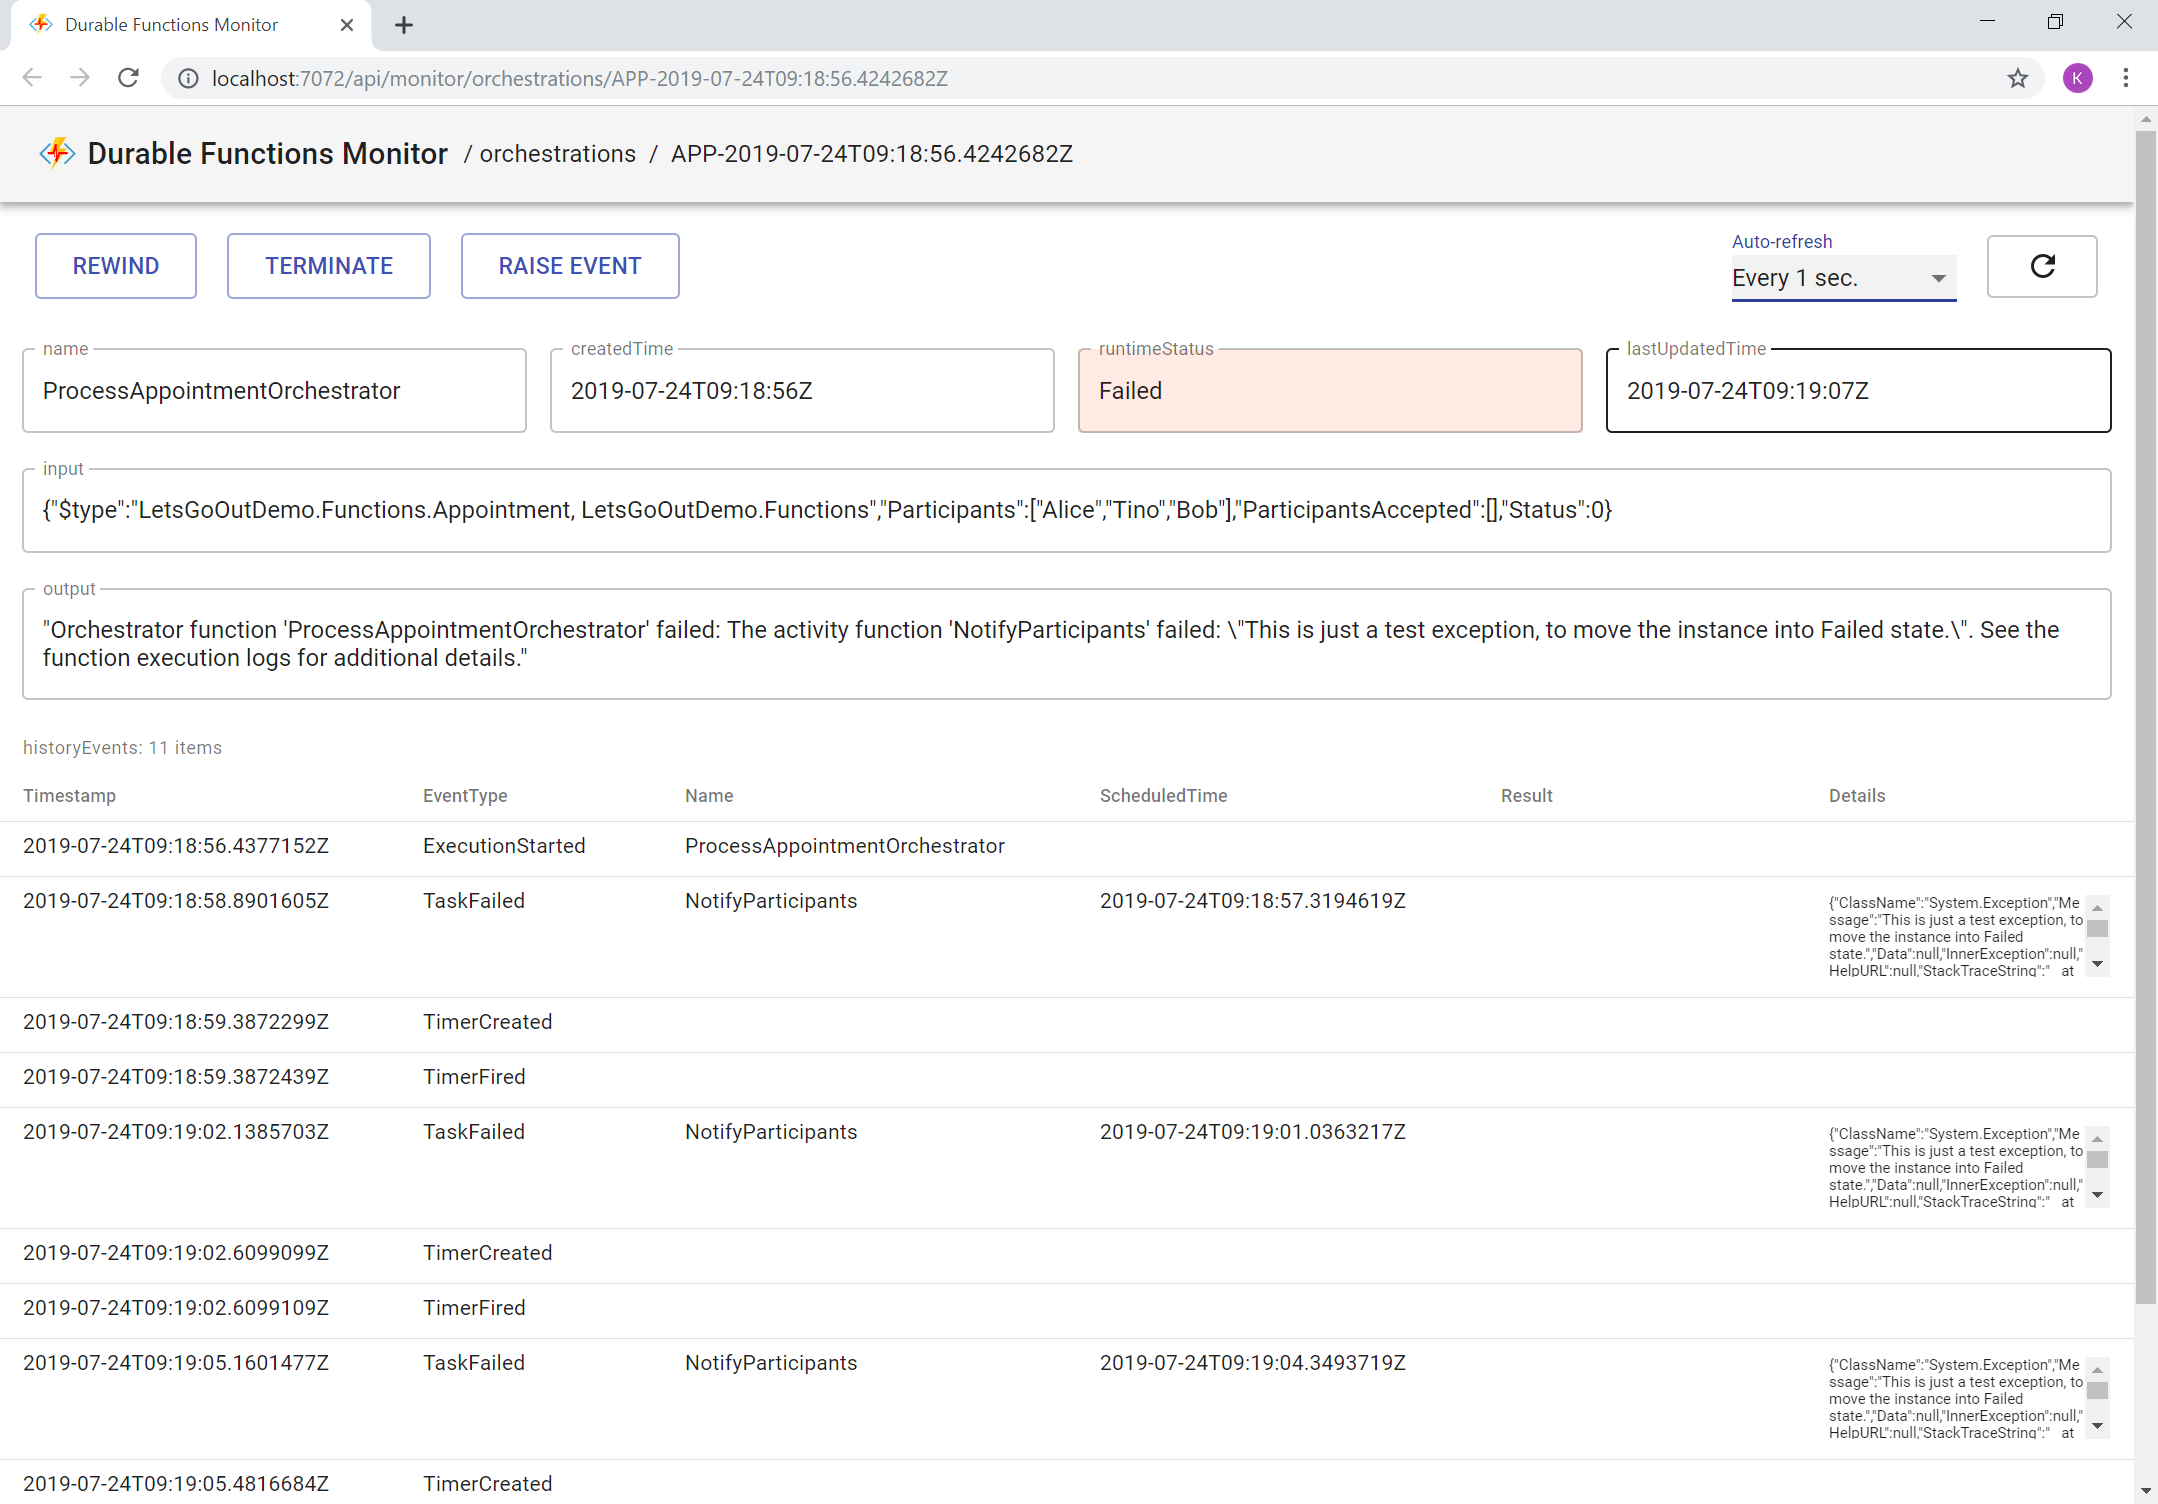 Durable Functions Monitor
localhost:7072/api/monitor/orchestrations/APP-2019-07-24T09:18:56.4242682Z
K
Durable Functions Monitor / orchestrations / APP-2019-07-24T09:18:56.4242682Z
REWIND TERMINATE RAISE EVENT
Auto-refresh
Every 1 sec.
name createdTime runtimeStatus lastUpdatedTime
ProcessAppointmentOrchestrator 2019-07-24T09:18:56Z Failed 2019-07-24T09:19:07Z
input
{"$type":"LetsGoOutDemo.Functions.Appointment, LetsGoOutDemo.Functions","Participants":["Alice","Tino","Bob"],"ParticipantsAccepted":[],"Status":0}
output
"Orchestrator function 'ProcessAppointmentOrchestrator' failed: The activity function 'NotifyParticipants' failed: \"This is just a test exception, to move the instance into Failed state.\". See the
function execution logs for additional details."
historyEvents: 11 items
Timestamp EventType Name ScheduledTime Result Details
2019-07-24T09:18:56.4377152Z ExecutionStarted ProcessAppointmentOrchestrator
2019-07-24T09:18:58.8901605Z TaskFailed NotifyParticipants 2019-07-24T09:18:57.3194619Z
{"ClassName":"System.Exception","Me
ssage":"This is just a test exception, to
move the instance into Failed
state.","Data":null,"InnerException":null,"
HelpURL":null,"StackTraceString":" at
2019-07-24T09:18:59.3872299Z TimerCreated
2019-07-24T09:18:59.3872439Z TimerFired
2019-07-24T09:19:02.1385703Z TaskFailed NotifyParticipants 2019-07-24T09:19:01.0363217Z
{"ClassName":"System.Exception","Me
ssage":"This is just a test exception, to
move the instance into Failed
state.","Data":null,"InnerException":null,"
HelpURL":null,"StackTraceString":" at
2019-07-24T09:19:02.6099099Z TimerCreated
2019-07-24T09:19:02.6099109Z TimerFired
2019-07-24T09:19:05.1601477Z TaskFailed NotifyParticipants 2019-07-24T09:19:04.3493719Z
{"ClassName":"System.Exception","Me
ssage":"This is just a test exception, to
move the instance into Failed
state.","Data":null,"InnerException":null,"
HelpURL":null,"StackTraceString":" at
2019-07-24T09:19:05.4816684Z TimerCreated